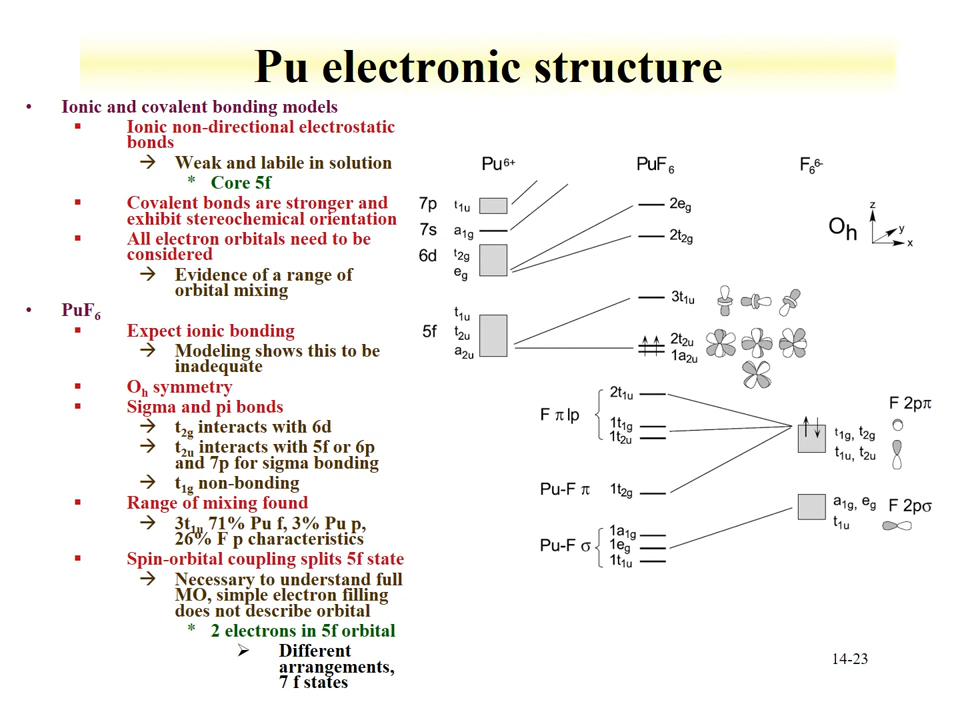 Pu electronic structure
• Ionic and covalent bonding models
▪ Ionic non-directional electrostatic
bonds
→ Weak and labile in solution
* Core 5f
▪ Covalent bonds are stronger and
exhibit stereochemical orientation
▪ All electron orbitals need to be
considered
→ Evidence of a range of
orbital mixing
• PuF6
▪ Expect ionic bonding
→ Modeling shows this to be
inadequate
▪ Oh symmetry
▪ Sigma and pi bonds
→ t2g interacts with 6d
→ t2u interacts with 5f or 6p
and 7p for sigma bonding
→ t1g non-bonding
▪ Range of mixing found
→ 3t1u 71% Pu f, 3% Pu p,
26% F p characteristics
▪ Spin-orbital coupling splits 5f state
→ Necessary to understand full
MO, simple electron filling
does not describe orbital
* 2 electrons in 5f orbital
➢ Different
arrangements,
7 f states
Pu6+ PuF6 F6 6-
7p t1u
7s a1g
6d t2g
eg
2eg
2t2g
Oh
z
y
x
5f t1u
t2u
a2u
3t1u
2t2u
1a2u
F π lp
2t1u
1t1g
1t2u
Pu-F π 1t2g
Pu-F σ
1a1g
1eg
1t1u
F 2pπ
t1g, t2g
t1u, t2u
a1g, eg
t1u
F 2pσ
14-23